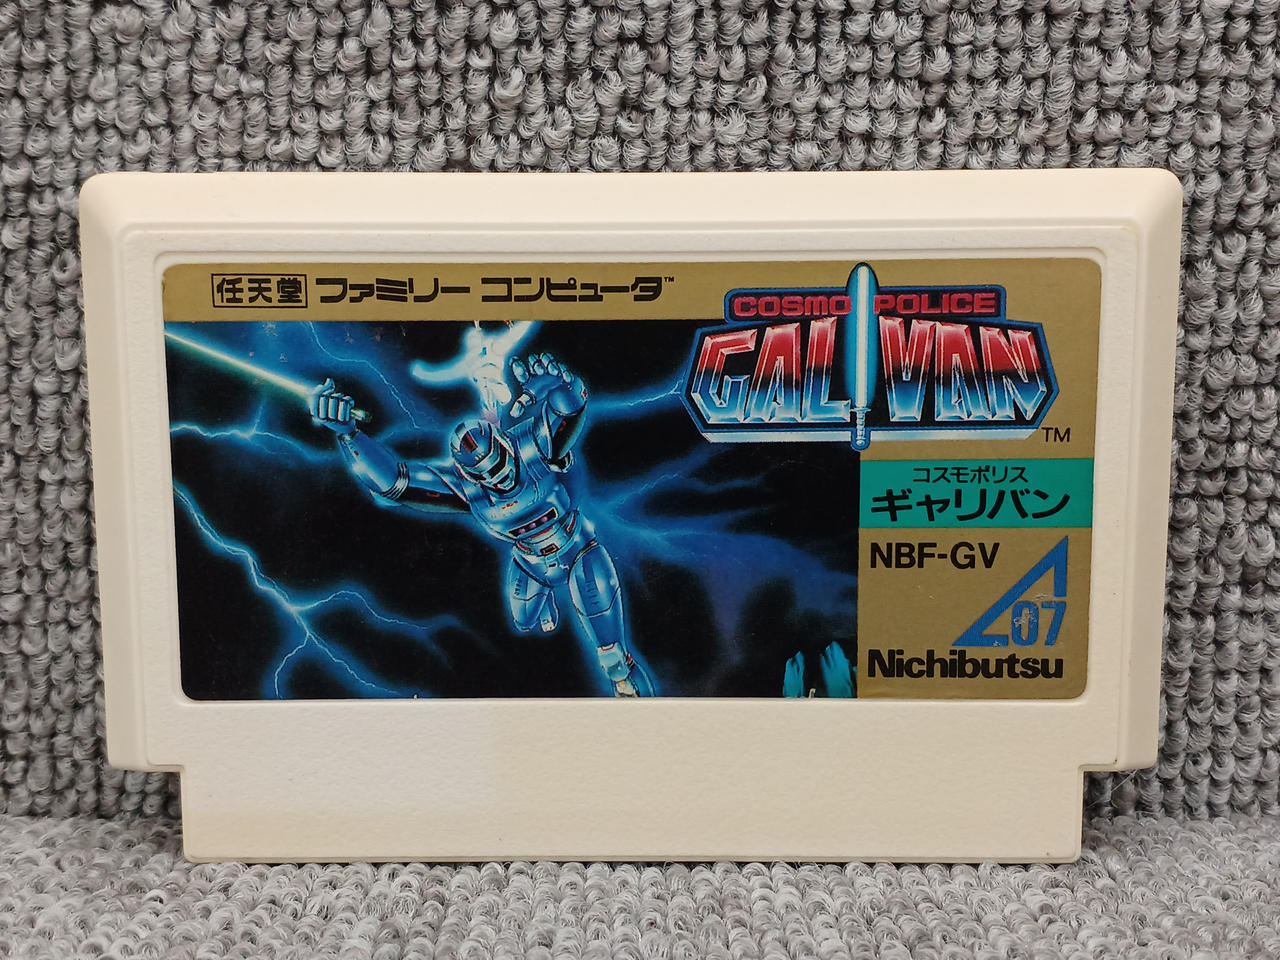 任天堂 ファミリー コンピュータ™
COSMO POLICE
GALIVAN
TM
コスモポリス
ギャリバン
NBF-GV
07
Nichibutsu